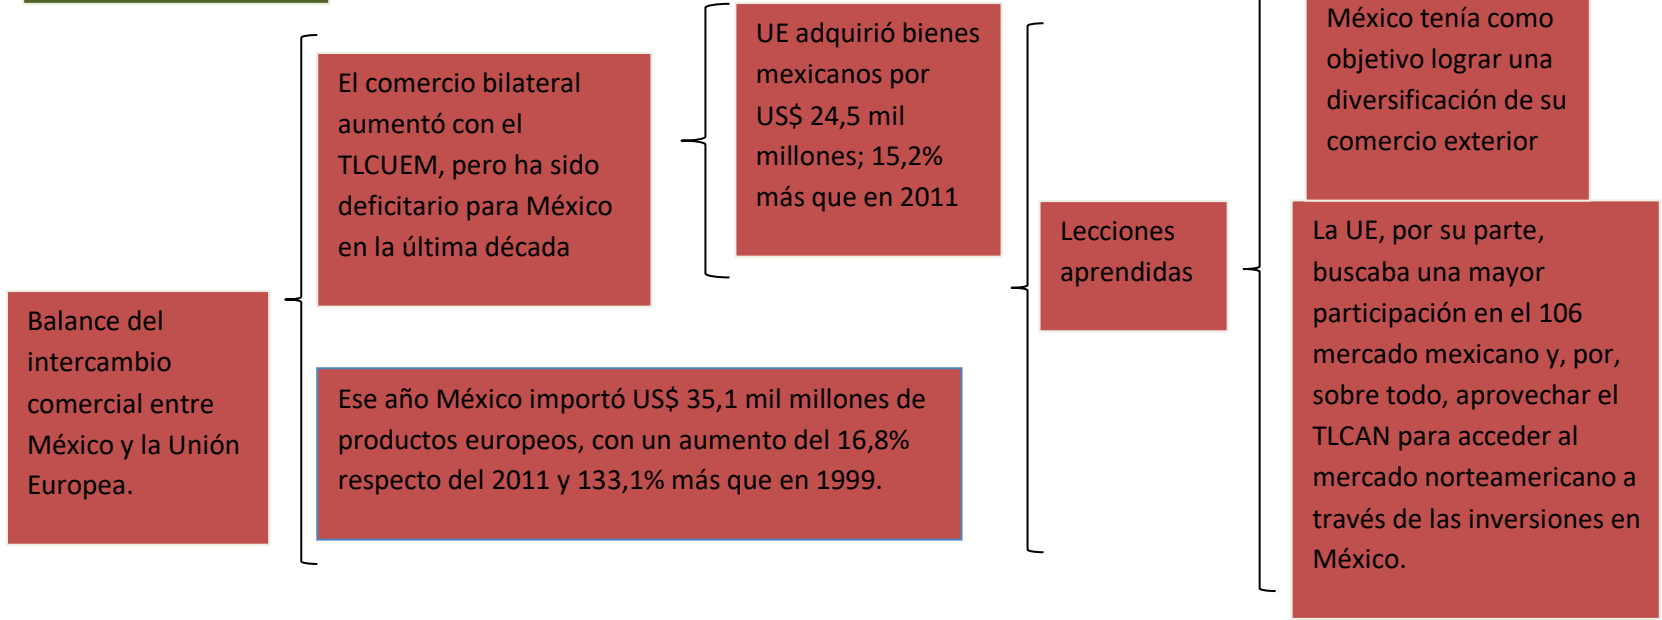 Balance del
intercambio
comercial entre
México y la Unión
Europea.
El comercio bilateral
aumentó con el
TLCUEM, pero ha sido
deficitario para México
en la última década
UE adquirió bienes
mexicanos por
US$ 24,5 mil
millones; 15,2%
más que en 2011
Ese año México importó US$ 35,1 mil millones de
productos europeos, con un aumento del 16,8%
respecto del 2011 y 133,1% más que en 1999.
Lecciones
aprendidas
México tenía como
objetivo lograr una
diversificación de su
comercio exterior
La UE, por su parte,
buscaba una mayor
participación en el 106
mercado mexicano y, por,
sobre todo, aprovechar el
TLCAN para acceder al
mercado norteamericano a
través de las inversiones en
México.